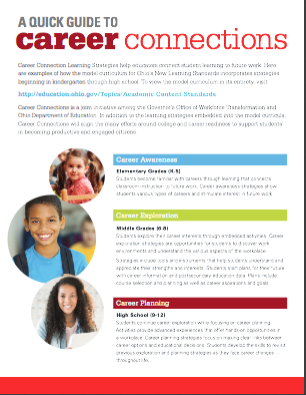 A QUICK GUIDE TO
career connections
Career Connection Learning Strategies help educators connect student learning to future work. Here
are examples of how the model curriculum for Ohio's New Learning Standards incorporates strategies
beginning in kindergarten through high school. To view the model curriculum in its entirety, visit
http://education.ohio.gov/Topics/Academic-Content-Standards
Career Connections is a joint initiative among the Governor's Office of Workforce Transformation and
Ohio Department of Education. In addition to the learning strategies embedded into the model curricula,
Career Connections will align the many efforts around college and career readiness to support students
in becoming productive and engaged citizens.
Career Awareness
Elementary Grades (K-5)
Students become familiar with careers through learning that connects
classroom instruction to future work. Career awareness strategies show
students various types of careers and stimulate interest in future work.
Career Exploration
Middle Grades (6-8)
Students explore their career interests through embedded activities. Career
exploration strategies are opportunities for students to discover work
environments and understand the various aspects of the workplace.
Strategies include tools and instruments that help students understand and
appreciate their strengths and interests. Students start plans for their future
with career information and postsecondary education data. Plans include
course selection and planning as well as career awareness and goals.
Career Planning
High School (9-12)
Students continue career exploration while focusing on career planning.
Activities provide advanced experiences that offer hands-on opportunities in
a workplace. Career planning strategies focus on making clear links between
career options and educational decisions. Students develop the skills to revisit
previous exploration and planning strategies as they face career changes
throughout life.